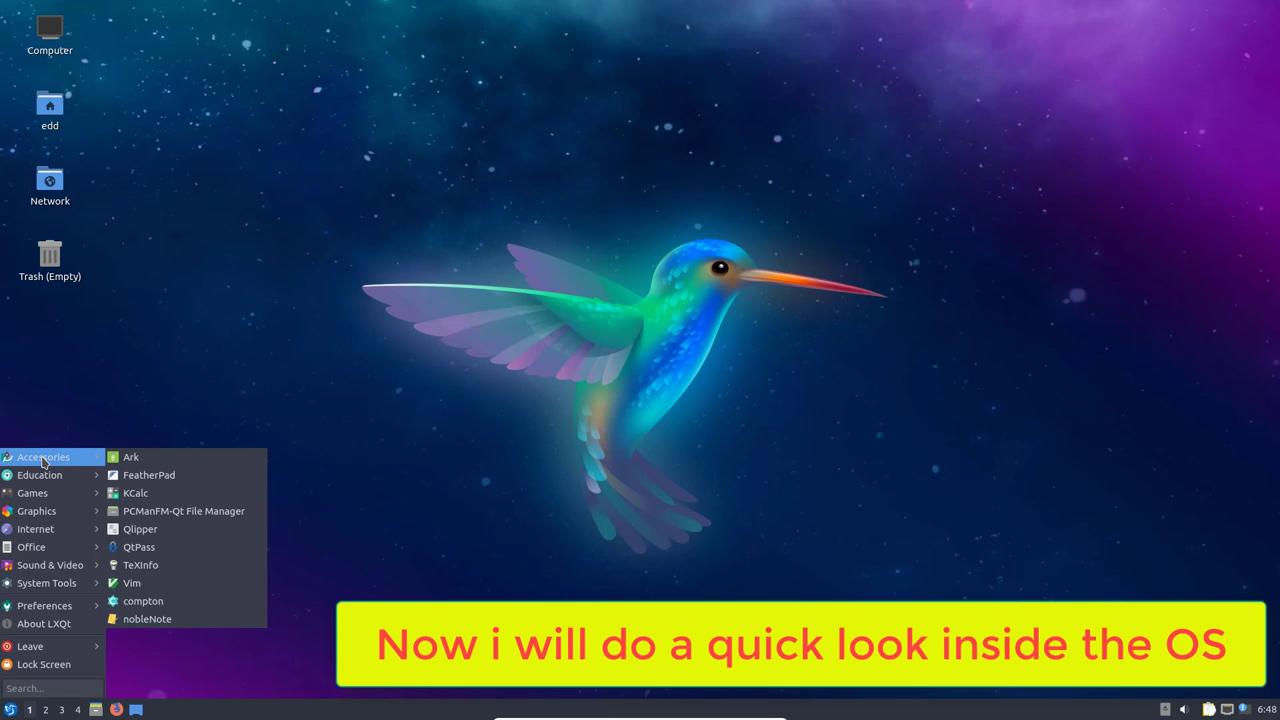 Computer
edd
Network
Trash (Empty)
Accessories
Education
Games
Graphics
Internet
Office
Sound & Video
System Tools
Preferences
About LXQt
Leave
Lock Screen
Search...
Ark
FeatherPad
KCalc
PCManFM-Qt File Manager
Qlipper
QtPass
TeXInfo
Vim
compton
nobleNote
Now i will do a quick look inside the OS
1 2 3 4
6:48